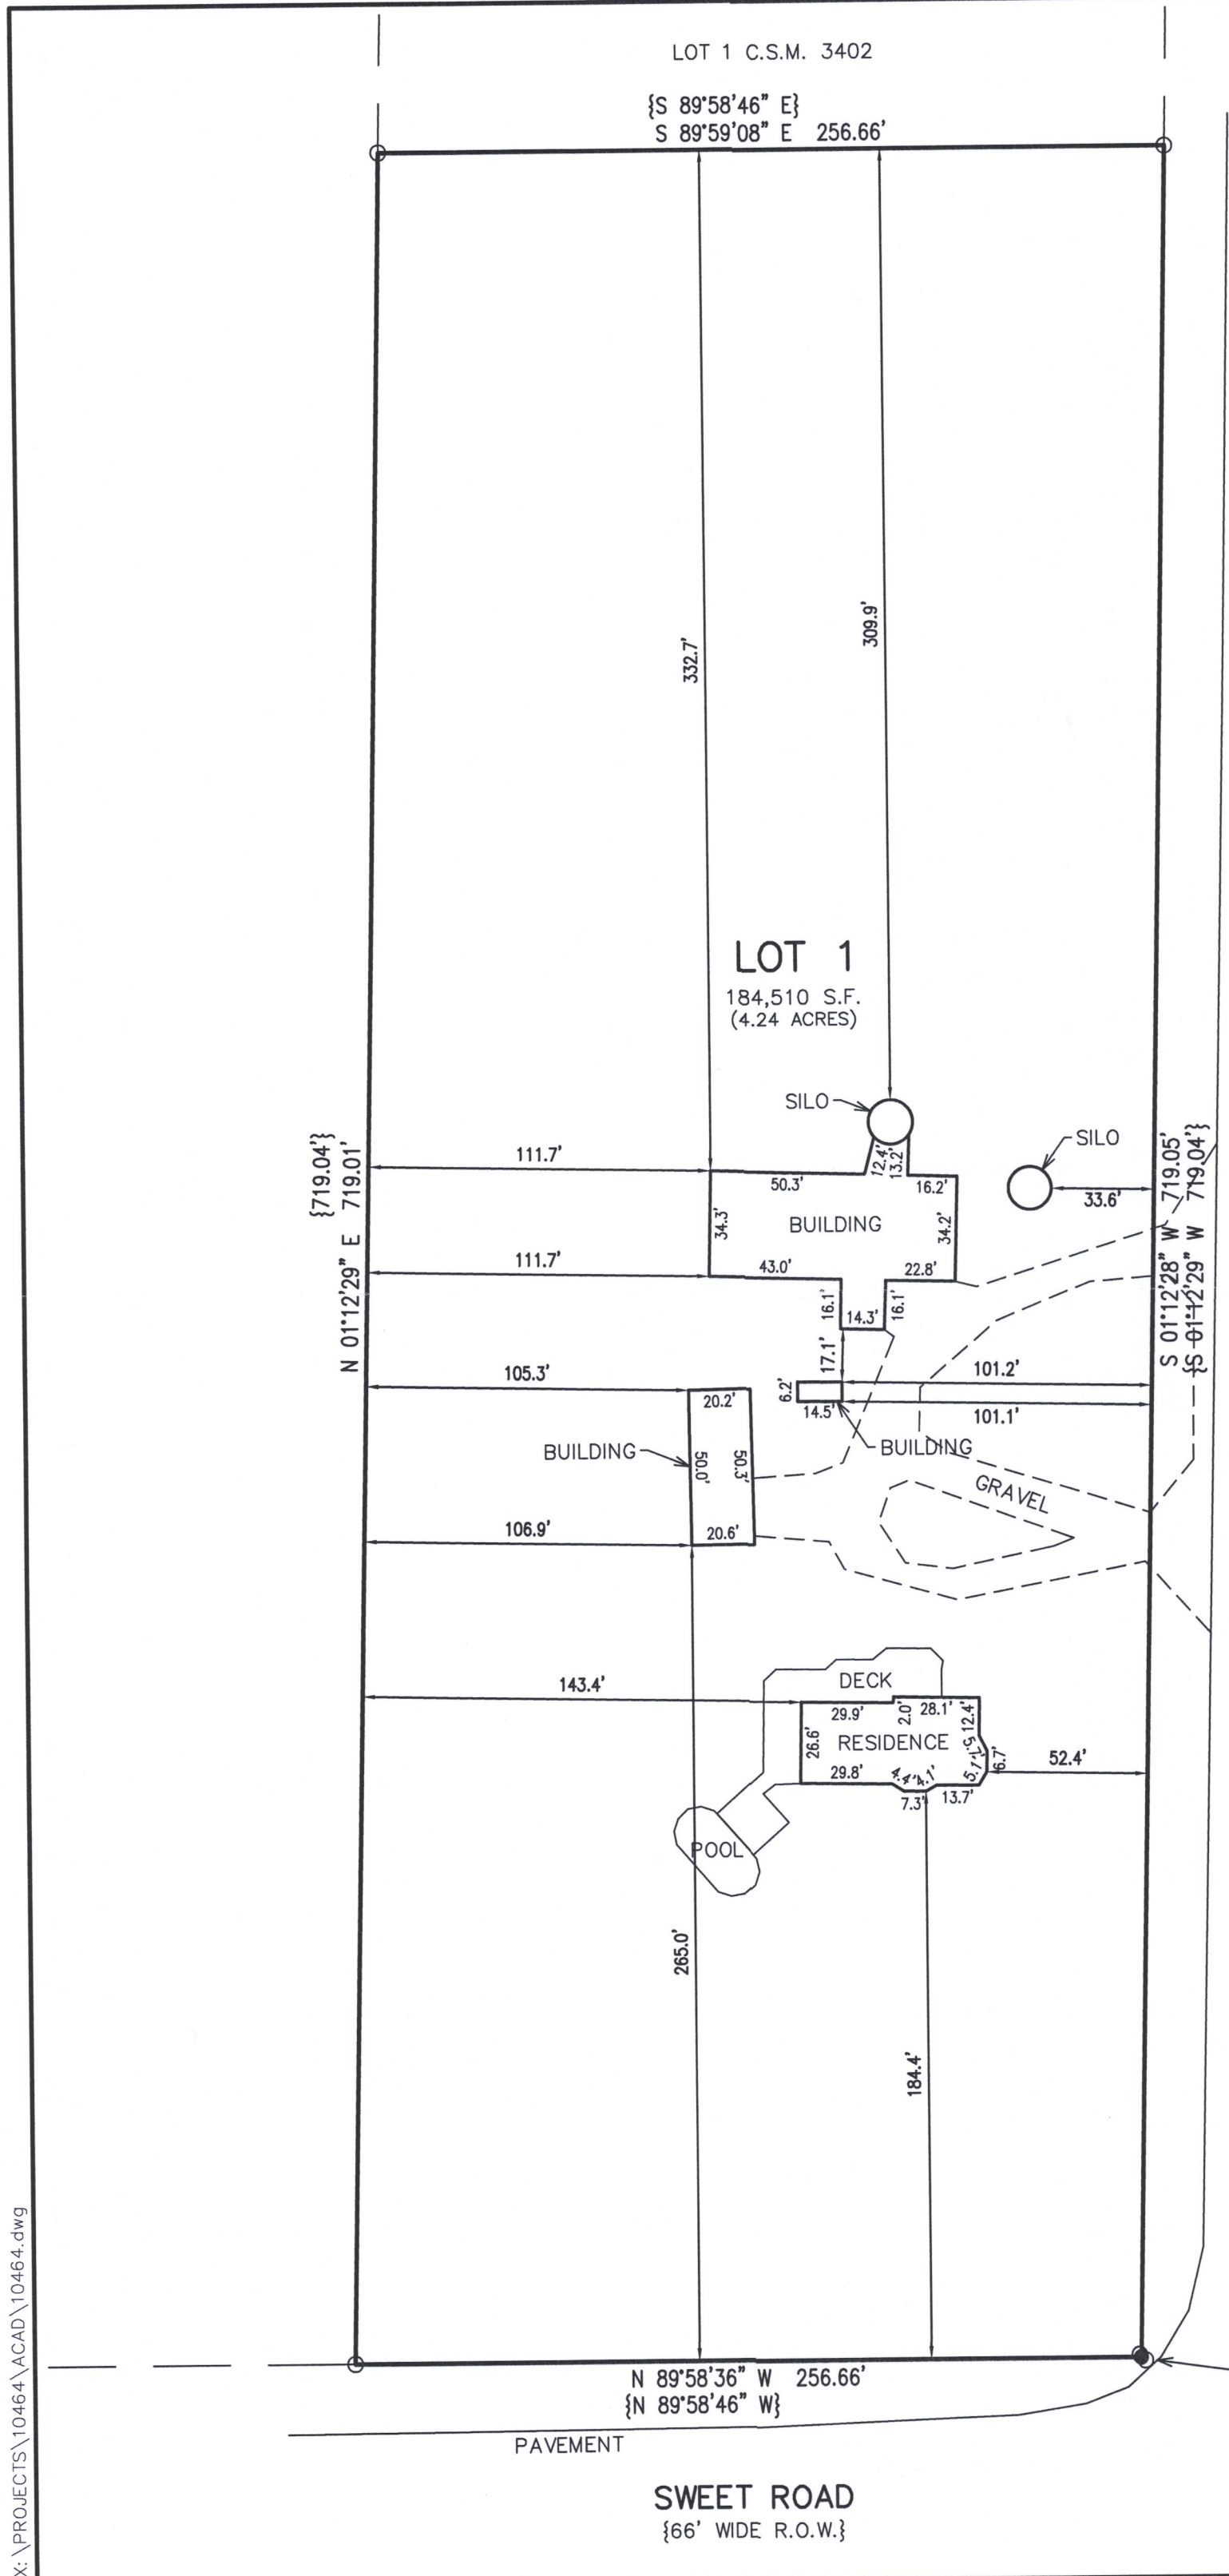 LOT 1 C.S.M. 3402
{S 89°58'46" E}
S 89°59'08" E 256.66'
332.7'
309.9'
LOT 1
184,510 S.F.
(4.24 ACRES)
SILO
SILO
{719.04'}
N 01°12'29" E 719.01'
S 01°12'28" W 719.05'
{S 01°12'29" W 719.04'}
111.7'
50.3'
12.4'
13.2'
16.2'
33.6'
34.3'
BUILDING
34.2'
111.7'
43.0'
22.8'
16.1'
14.3'
16.1'
17.1'
105.3'
20.2'
6.2'
14.5'
101.2'
101.1'
BUILDING
BUILDING
50.0'
50.3'
GRAVEL
106.9'
20.6'
143.4'
DECK
29.9'
2.0'
28.1'
12.4'
26.6'
RESIDENCE
6.7'
5.1'
52.4'
29.8'
4.4'
4.1'
7.3'
13.7'
POOL
265.0'
184.4'
N 89°58'36" W 256.66'
{N 89°58'46" W}
PAVEMENT
SWEET ROAD
{66' WIDE R.O.W.}
X:\PROJECTS\10464\ACAD\10464.dwg